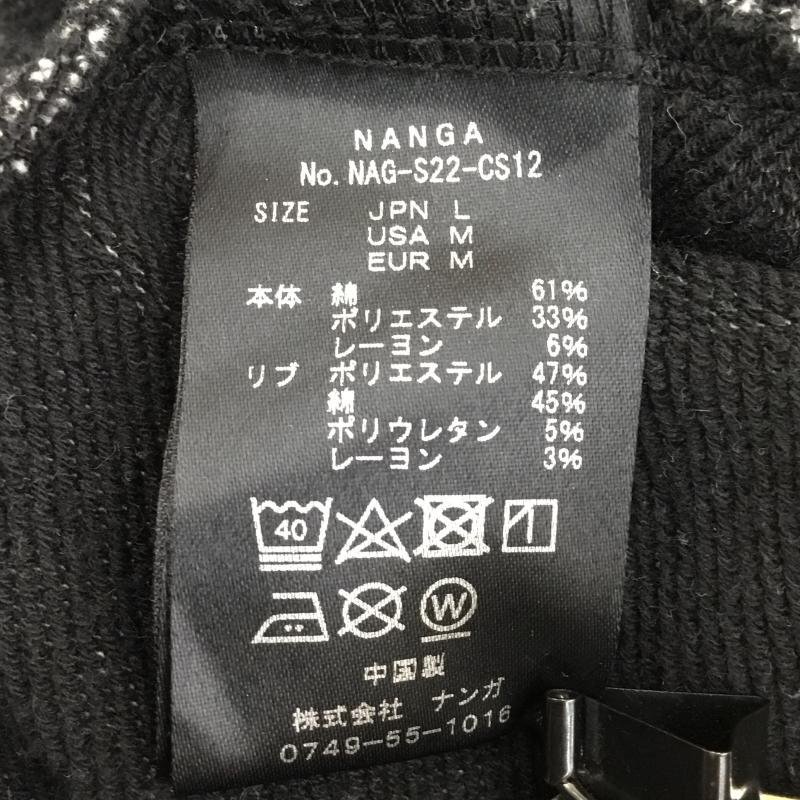 NANGA
No. NAG-S22-CS12
SIZE JPN L
USA M
EUR M
本体 綿 61%
ポリエステル 33%
レーヨン 6%
リブ ポリエステル 47%
綿 45%
ポリウレタン 5%
レーヨン 3%
40
W
中国製
株式会社 ナンガ
0749-55-1016